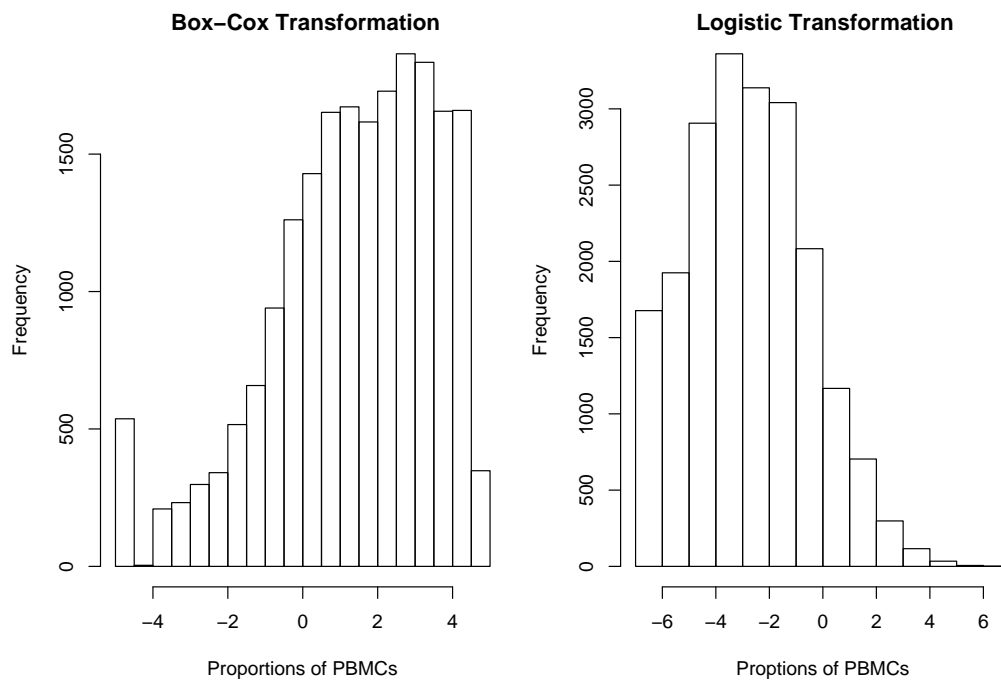 Box−Cox Transformation
Frequency
0
500
1000
1500
−4 −2 0 2 4
Proportions of PBMCs
Logistic Transformation
Frequency
0
500
1000
1500
2000
2500
3000
−6 −4 −2 0 2 4 6
Proptions of PBMCs